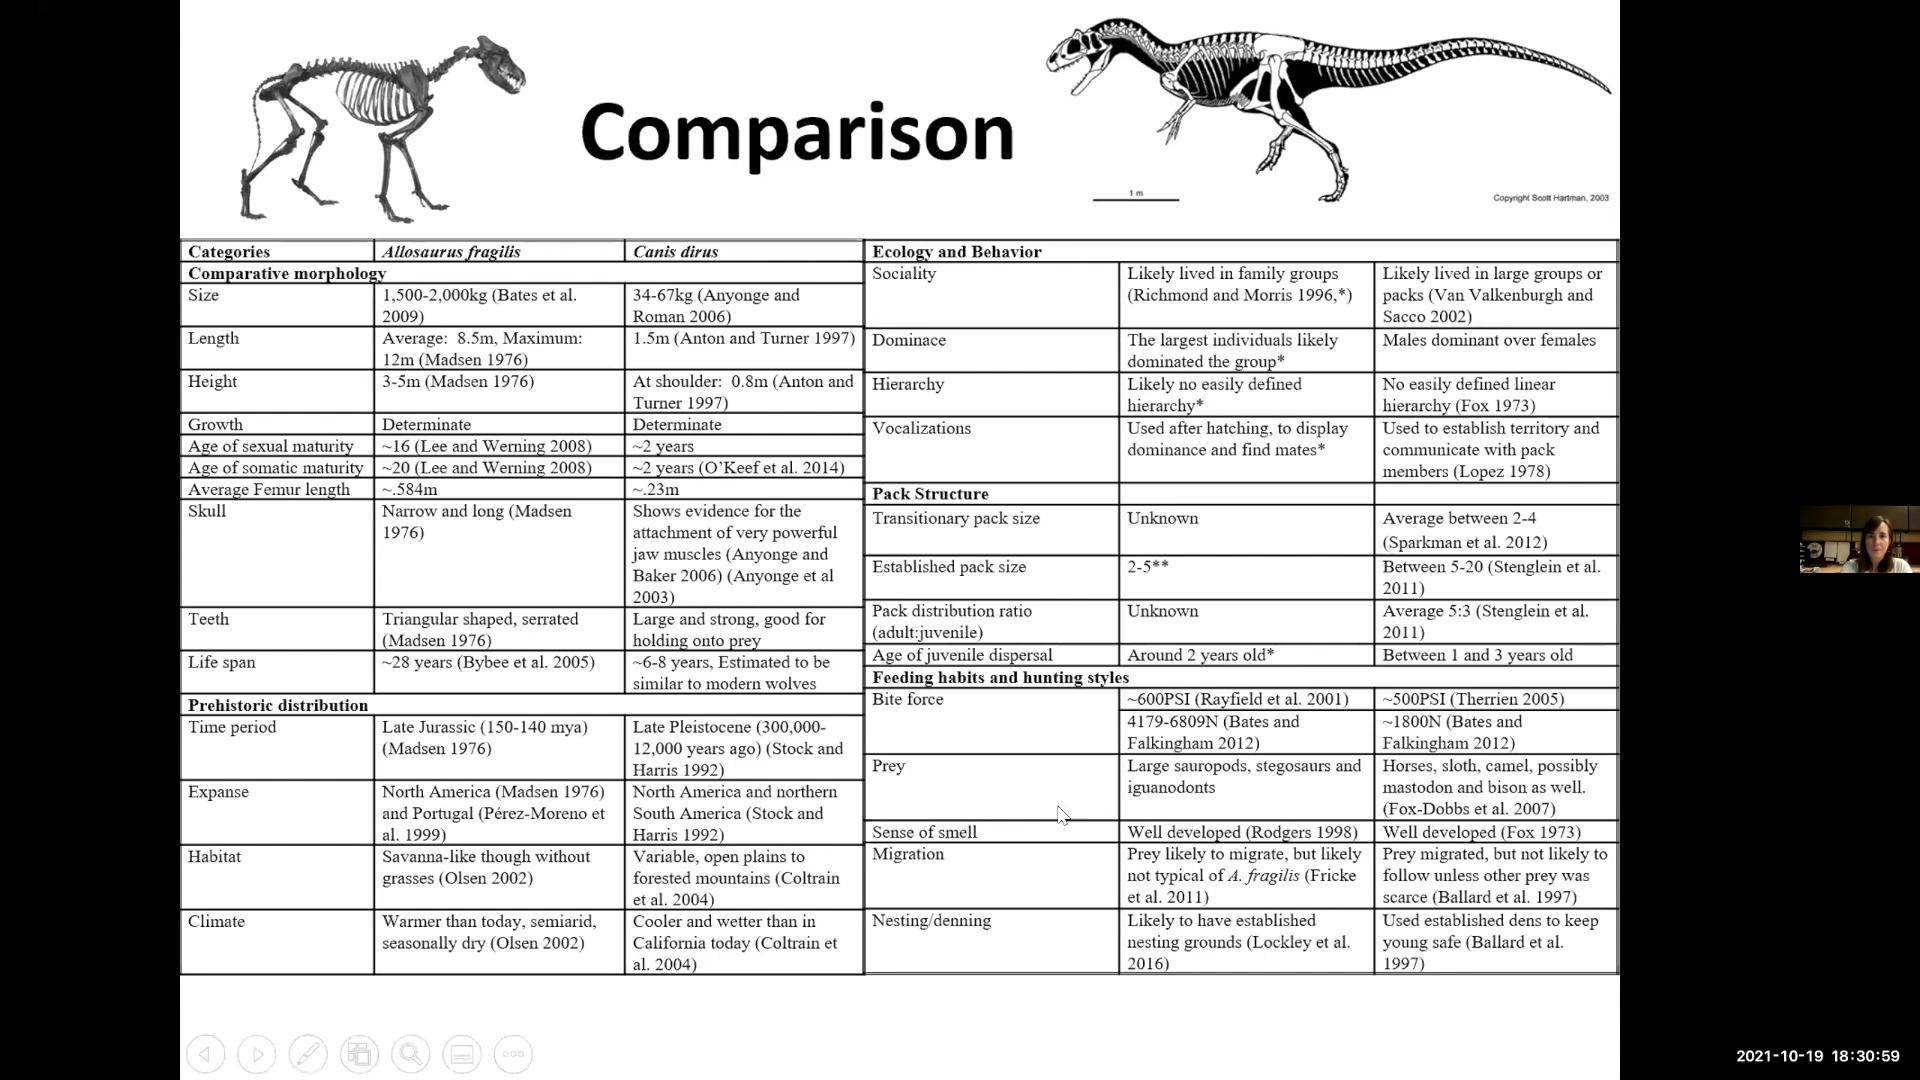 Comparison
1 m
Copyright Scott Hartman, 2003
Categories
Allosaurus fragilis
Canis dirus
Comparative morphology
Size
1,500-2,000kg (Bates et al.
2009)
34-67kg (Anyonge and
Roman 2006)
Length
Average: 8.5m, Maximum:
12m (Madsen 1976)
1.5m (Anton and Turner 1997)
Height
3-5m (Madsen 1976)
At shoulder: 0.8m (Anton and
Turner 1997)
Growth
Determinate
Determinate
Age of sexual maturity
~16 (Lee and Werning 2008)
~2 years
Age of somatic maturity
~20 (Lee and Werning 2008)
~2 years (O'Keef et al. 2014)
Average Femur length
~.584m
~.23m
Skull
Narrow and long (Madsen
1976)
Shows evidence for the
attachment of very powerful
jaw muscles (Anyonge and
Baker 2006) (Anyonge et al
2003)
Teeth
Triangular shaped, serrated
(Madsen 1976)
Large and strong, good for
holding onto prey
Life span
~28 years (Bybee et al. 2005)
~6-8 years, Estimated to be
similar to modern wolves
Prehistoric distribution
Time period
Late Jurassic (150-140 mya)
(Madsen 1976)
Late Pleistocene (300,000-
12,000 years ago) (Stock and
Harris 1992)
Expanse
North America (Madsen 1976)
and Portugal (Pérez-Moreno et
al. 1999)
North America and northern
South America (Stock and
Harris 1992)
Habitat
Savanna-like though without
grasses (Olsen 2002)
Variable, open plains to
forested mountains (Coltrain
et al. 2004)
Climate
Warmer than today, semiarid,
seasonally dry (Olsen 2002)
Cooler and wetter than in
California today (Coltrain et
al. 2004)
Ecology and Behavior
Sociality
Likely lived in family groups
(Richmond and Morris 1996,*)
Likely lived in large groups or
packs (Van Valkenburgh and
Sacco 2002)
Dominace
The largest individuals likely
dominated the group*
Males dominant over females
Hierarchy
Likely no easily defined
hierarchy*
No easily defined linear
hierarchy (Fox 1973)
Vocalizations
Used after hatching, to display
dominance and find mates*
Used to establish territory and
communicate with pack
members (Lopez 1978)
Pack Structure
Transitionary pack size
Unknown
Average between 2-4
(Sparkman et al. 2012)
Established pack size
2-5**
Between 5-20 (Stenglein et al.
2011)
Pack distribution ratio
(adult:juvenile)
Unknown
Average 5:3 (Stenglein et al.
2011)
Age of juvenile dispersal
Around 2 years old*
Between 1 and 3 years old
Feeding habits and hunting styles
Bite force
~600PSI (Rayfield et al. 2001)
~500PSI (Therrien 2005)
4179-6809N (Bates and
Falkingham 2012)
~1800N (Bates and
Falkingham 2012)
Prey
Large sauropods, stegosaurs and
iguanodonts
Horses, sloth, camel, possibly
mastodon and bison as well.
(Fox-Dobbs et al. 2007)
Sense of smell
Well developed (Rodgers 1998)
Well developed (Fox 1973)
Migration
Prey likely to migrate, but likely
not typical of A. fragilis (Fricke
et al. 2011)
Prey migrated, but not likely to
follow unless other prey was
scarce (Ballard et al. 1997)
Nesting/denning
Likely to have established
nesting grounds (Lockley et al.
2016)
Used established dens to keep
young safe (Ballard et al.
1997)
2021-10-19 18:30:59